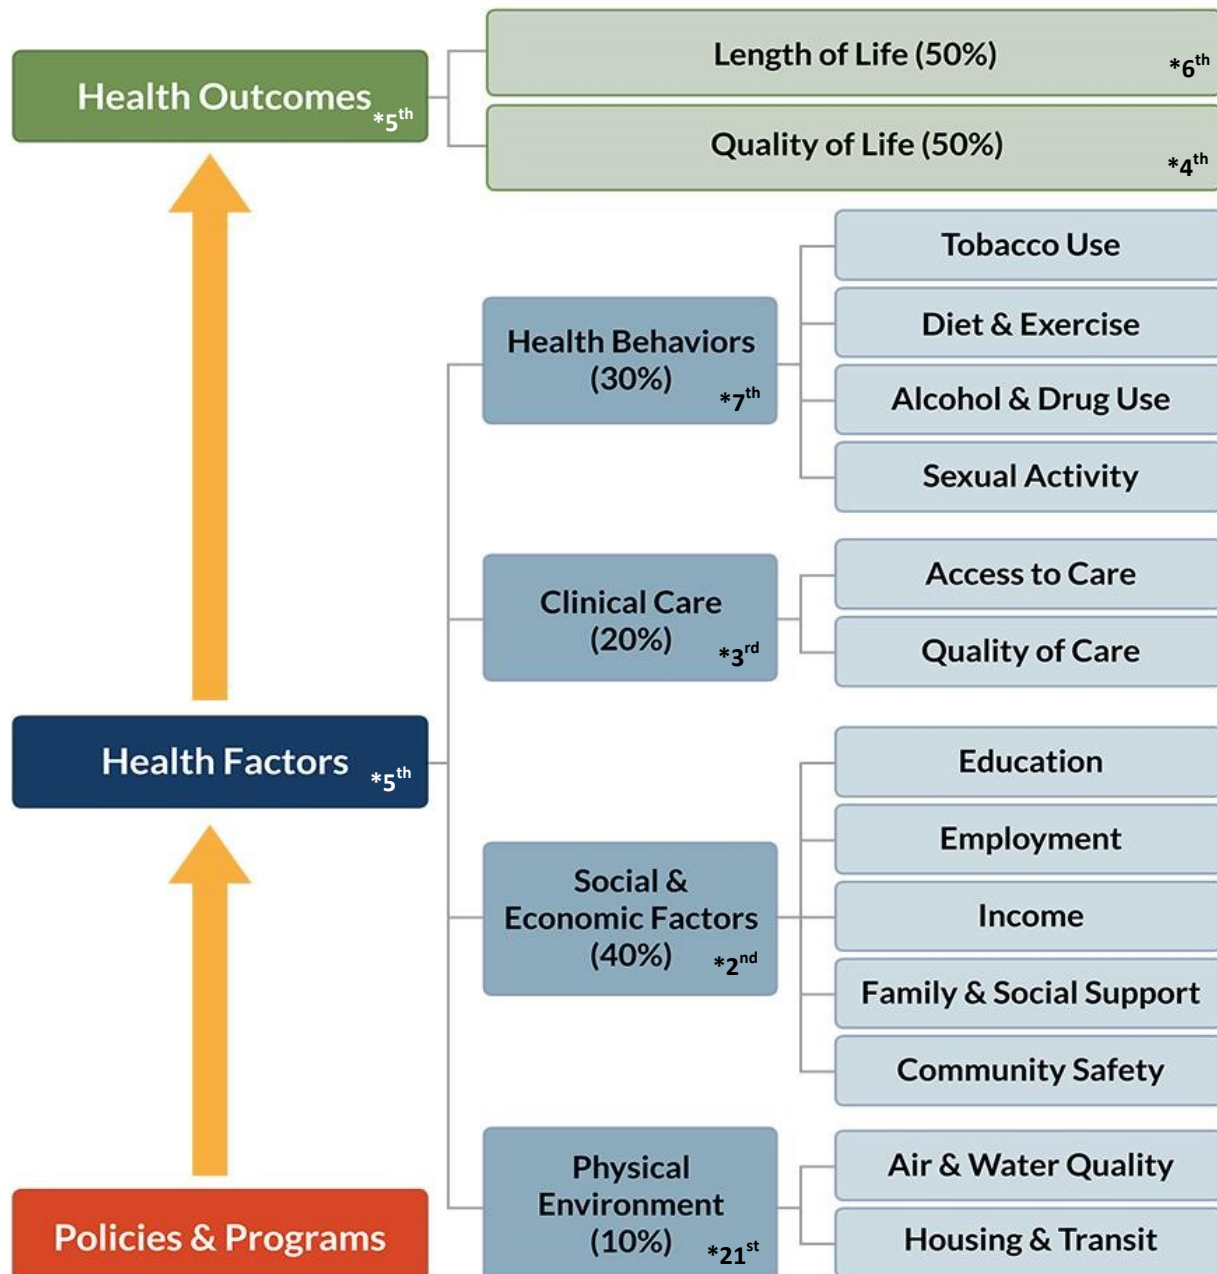 Length of Life (50%)
*6th
Health Outcomes
*5th
Quality of Life (50%)
*4th
Tobacco Use
Health Behaviors
(30%)
*7th
Diet & Exercise
Alcohol & Drug Use
Sexual Activity
Clinical Care
(20%)
*3rd
Access to Care
Quality of Care
Health Factors
*5th
Social &
Economic Factors
(40%)
*2nd
Education
Employment
Income
Family & Social Support
Community Safety
Policies & Programs
Physical
Environment
(10%)
*21st
Air & Water Quality
Housing & Transit